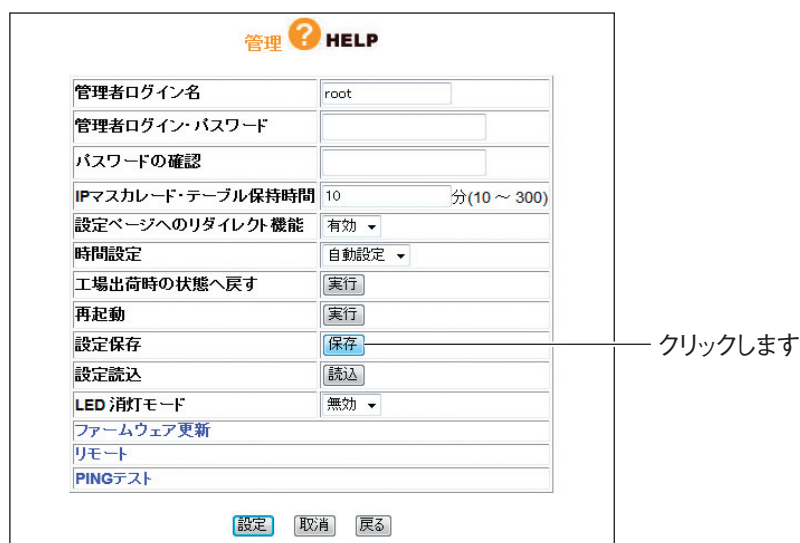 管理 ? HELP
管理者ログイン名 root
管理者ログイン・パスワード
パスワードの確認
IPマスカレード・テーブル保持時間 10 分(10 ～ 300)
設定ページへのリダイレクト機能 有効
時間設定 自動設定
工場出荷時の状態へ戻す 実行
再起動 実行
設定保存 保存 クリックします
設定読込 読込
LED 消灯モード 無効
ファームウェア更新
リモート
PINGテスト
設定 取消 戻る